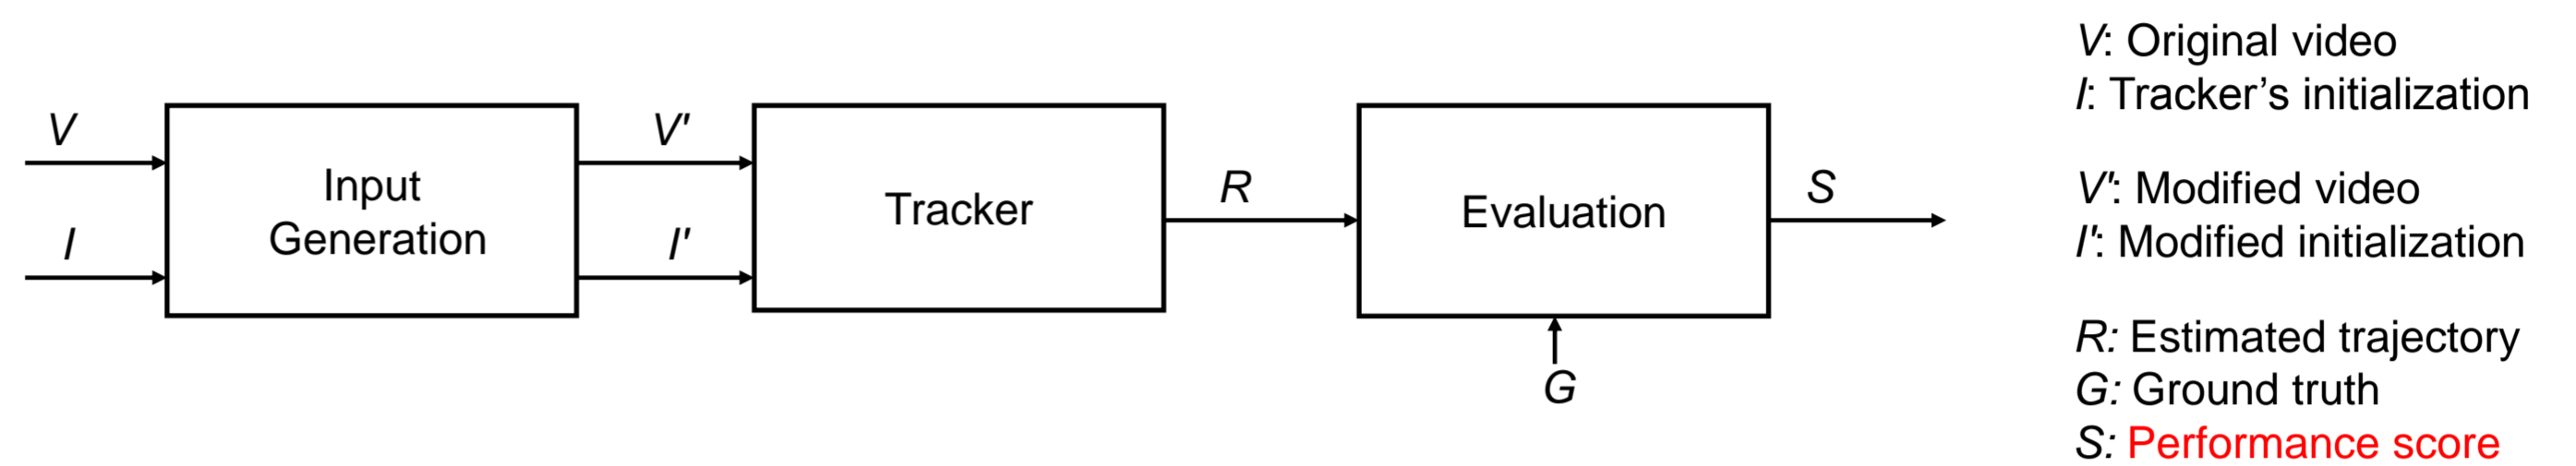 V
I
Input
Generation
V'
I'
Tracker
R
Evaluation
G
S
V: Original video
I: Tracker’s initialization
V': Modified video
I': Modified initialization
R: Estimated trajectory
G: Ground truth
S: Performance score